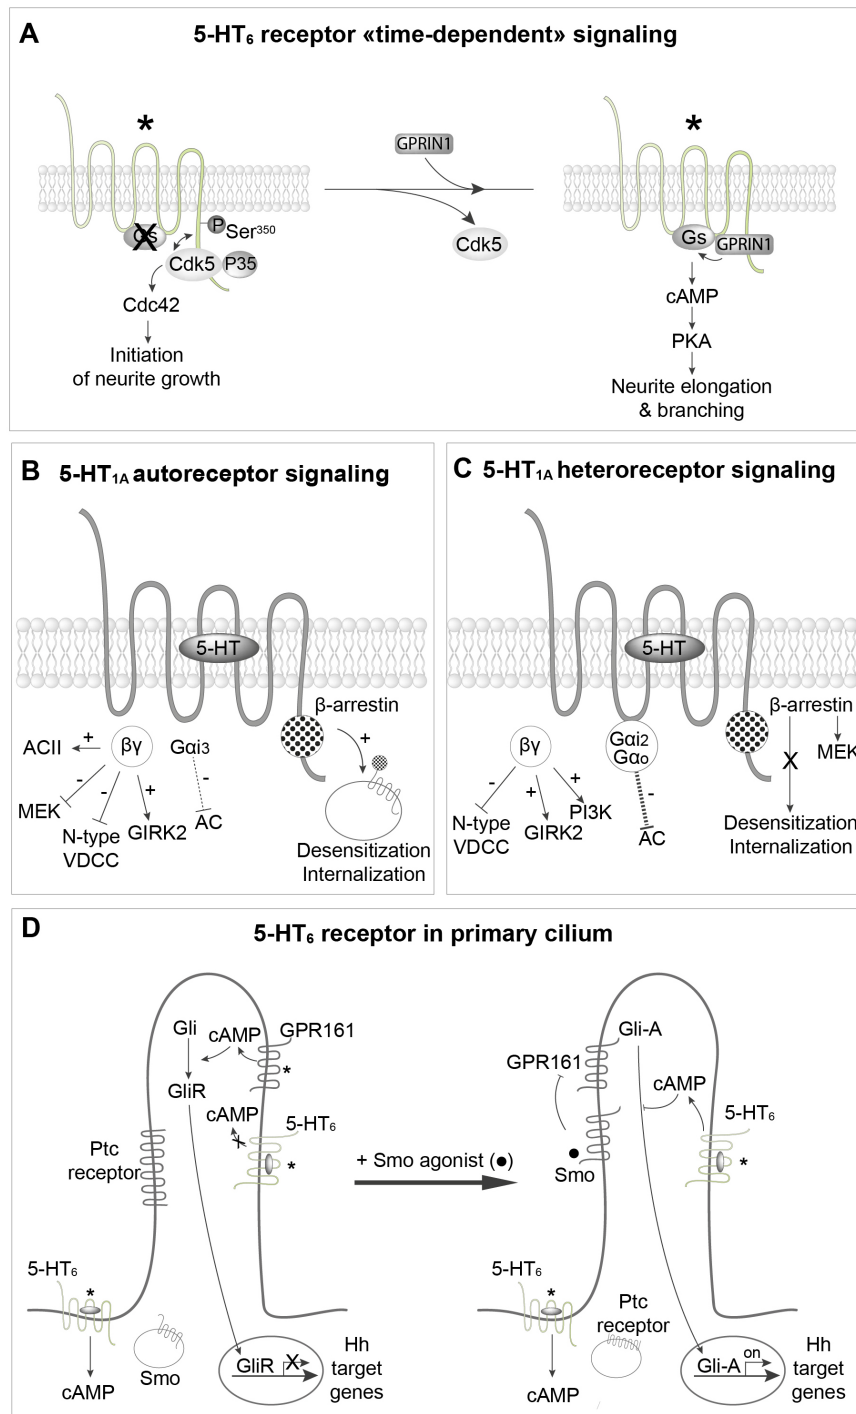 A
5-HT₆ receptor «time-dependent» signaling
*
*
GPRIN1
P
Ser³⁵⁰
Gs
Cdk5
P35
Cdk5
Gs
GPRIN1
Cdc42
cAMP
Initiation
of neurite growth
PKA
Neurite elongation
& branching
B
5-HT₁A autoreceptor signaling
5-HT
β-arrestin
+
ACII
+
βγ
Gαi₃
-
-
-
+
MEK
N-type
VDCC
GIRK2
AC
Desensitization
Internalization
C
5-HT₁A heteroreceptor signaling
5-HT
β-arrestin
βγ
Gαi₂
Gαo
X
MEK
-
+
+
-
N-type
VDCC
GIRK2
PI3K
AC
Desensitization
Internalization
D
5-HT₆ receptor in primary cilium
Gli
cAMP
GPR161
*
GliR
cAMP
5-HT₆
*
Ptc
receptor
+ Smo agonist (●)
5-HT₆
*
cAMP
Smo
GliR
X
Hh
target
genes
Gli-A
GPR161
cAMP
5-HT₆
*
Smo
5-HT₆
*
cAMP
Ptc
receptor
Gli-A
on
Hh
target
genes